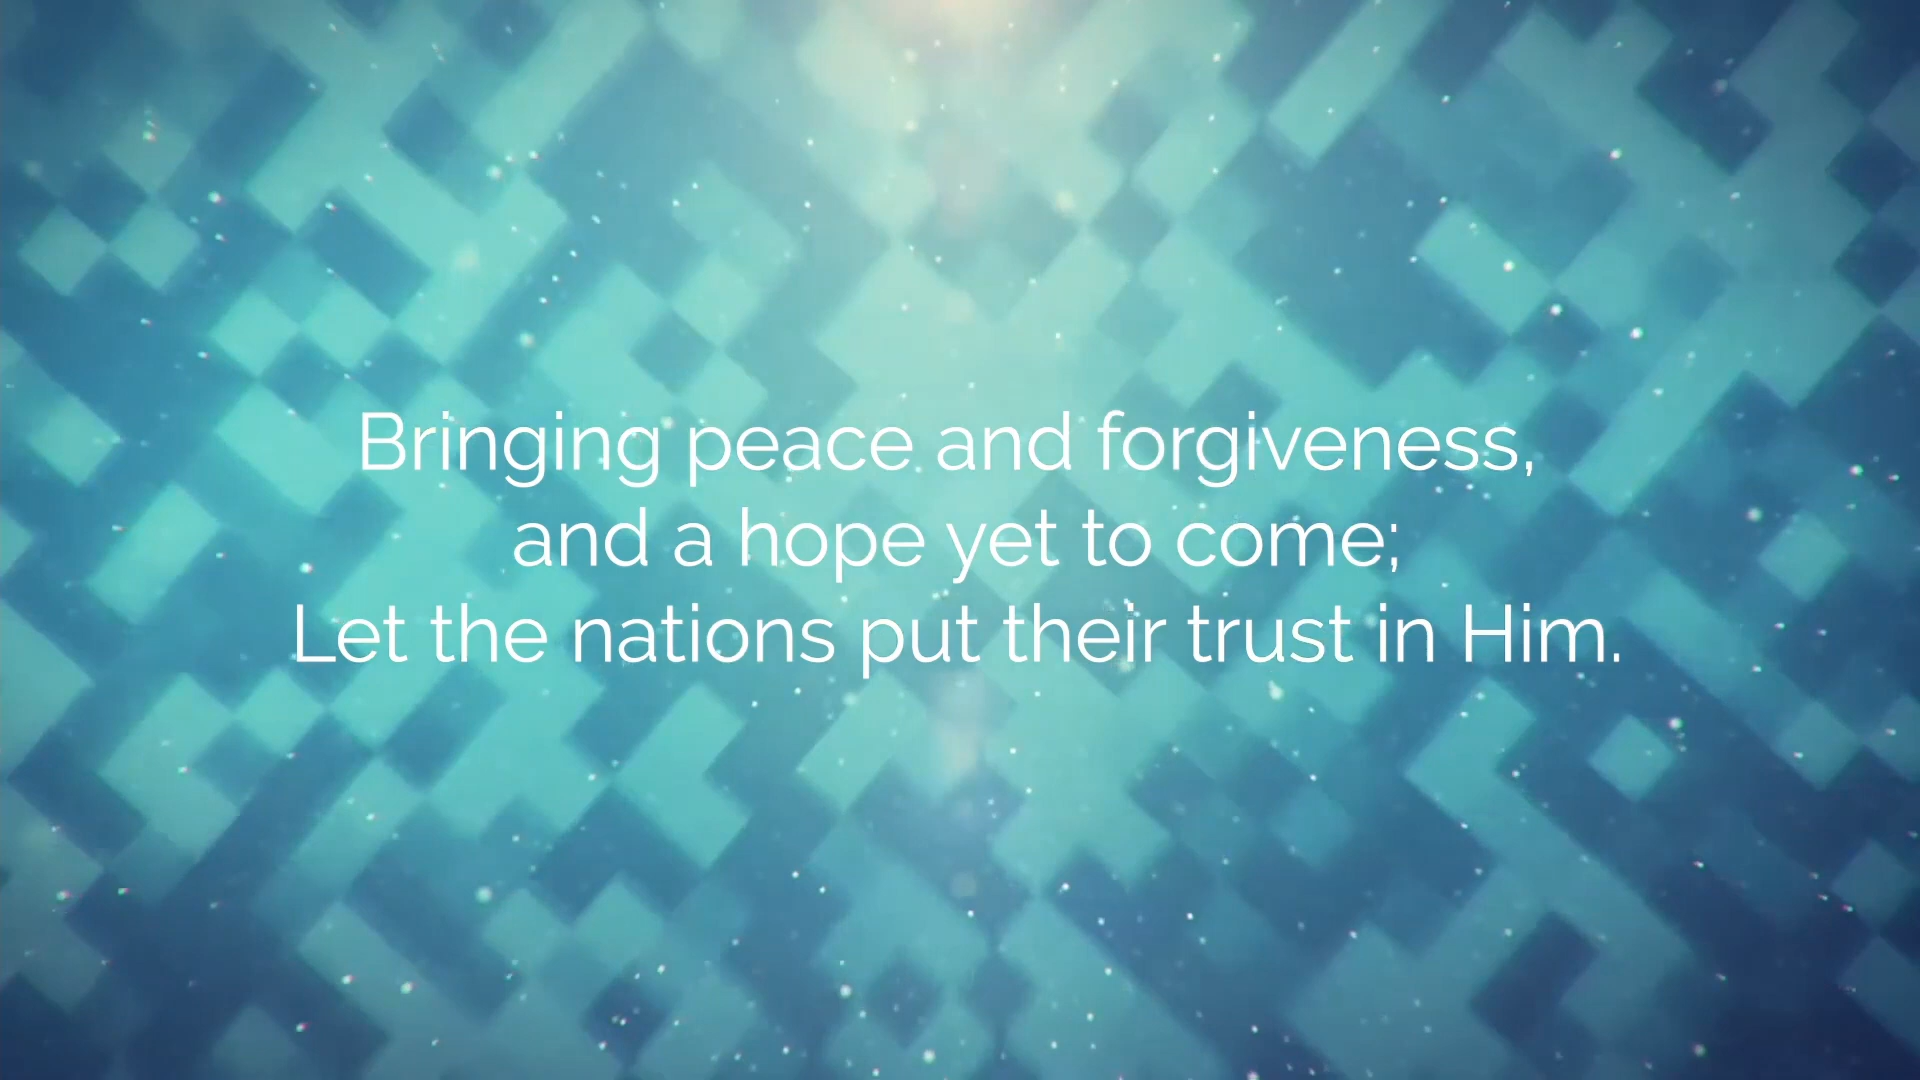 Bringing peace and forgiveness,
and a hope yet to come;
Let the nations put their trust in Him.